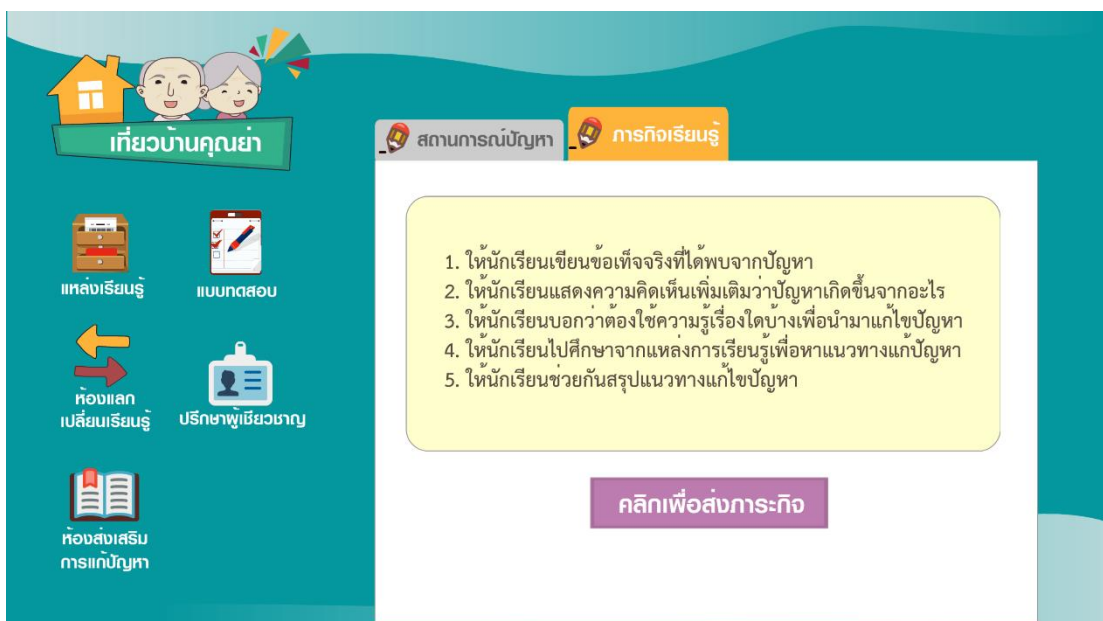 เที่ยวบ้านคุณย่า
สถานการณ์ปัญหา
ภารกิจเรียนรู้
แหล่งเรียนรู้
แบบทดสอบ
ห้องแลก
เปลี่ยนเรียนรู้
ปรึกษาผู้เชียวชาญ
ห้องส่งเสริม
การแก้ปัญหา
1. ให้นักเรียนเขียนข้อเท็จจริงที่ได้พบจากปัญหา
2. ให้นักเรียนแสดงความคิดเห็นเพิ่มเติมว่าปัญหาเกิดขึ้นจากอะไร
3. ให้นักเรียนบอกว่าต้องใช้ความรู้เรื่องใดบ้างเพื่อนำมาแก้ไขปัญหา
4. ให้นักเรียนไปศึกษาจากแหล่งการเรียนรู้เพื่อหาแนวทางแก้ปัญหา
5. ให้นักเรียนช่วยกันสรุปแนวทางแก้ไขปัญหา
คลิกเพื่อส่งภาระกิจ